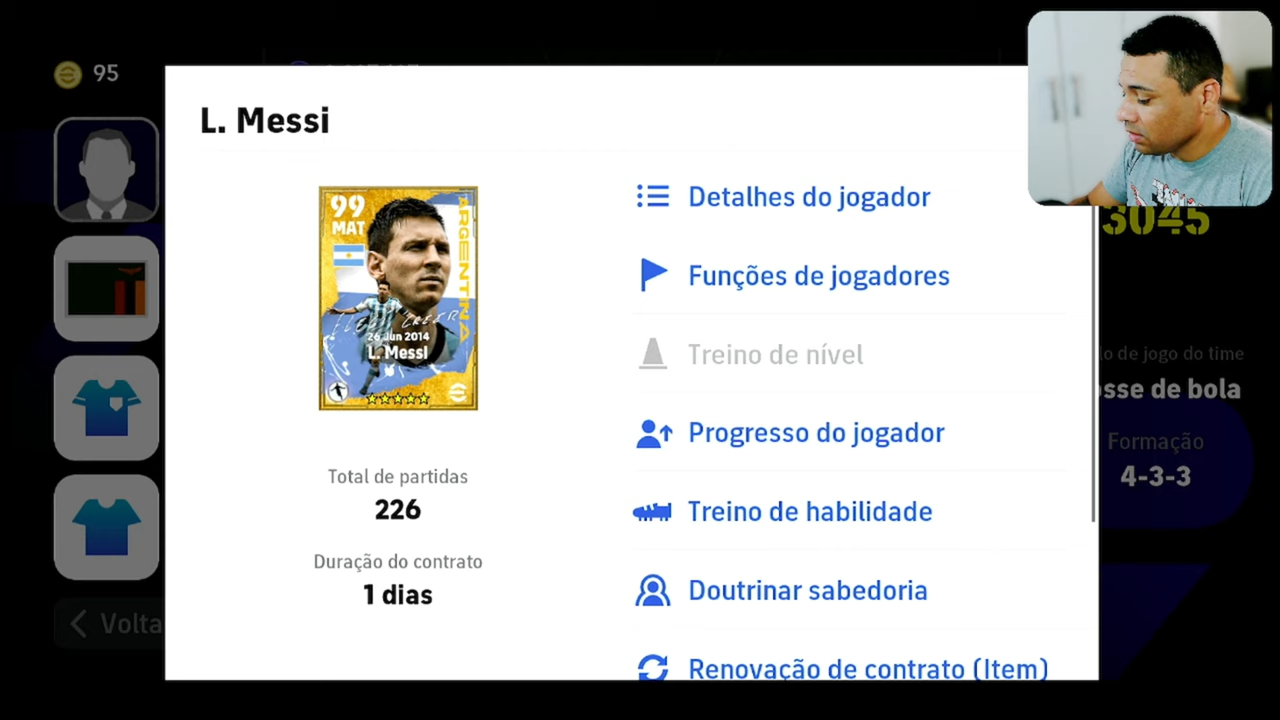 95
L. Messi
99
MAT
ARGENTINA
26 Jun 2014
L. Messi
Total de partidas
226
Duração do contrato
1 dias
Detalhes do jogador
Funções de jogadores
Treino de nível
Progresso do jogador
Treino de habilidade
Doutrinar sabedoria
Renovação de contrato (Item)
3045
lo de jogo do time
sse de bola
Formação
4-3-3
Volta